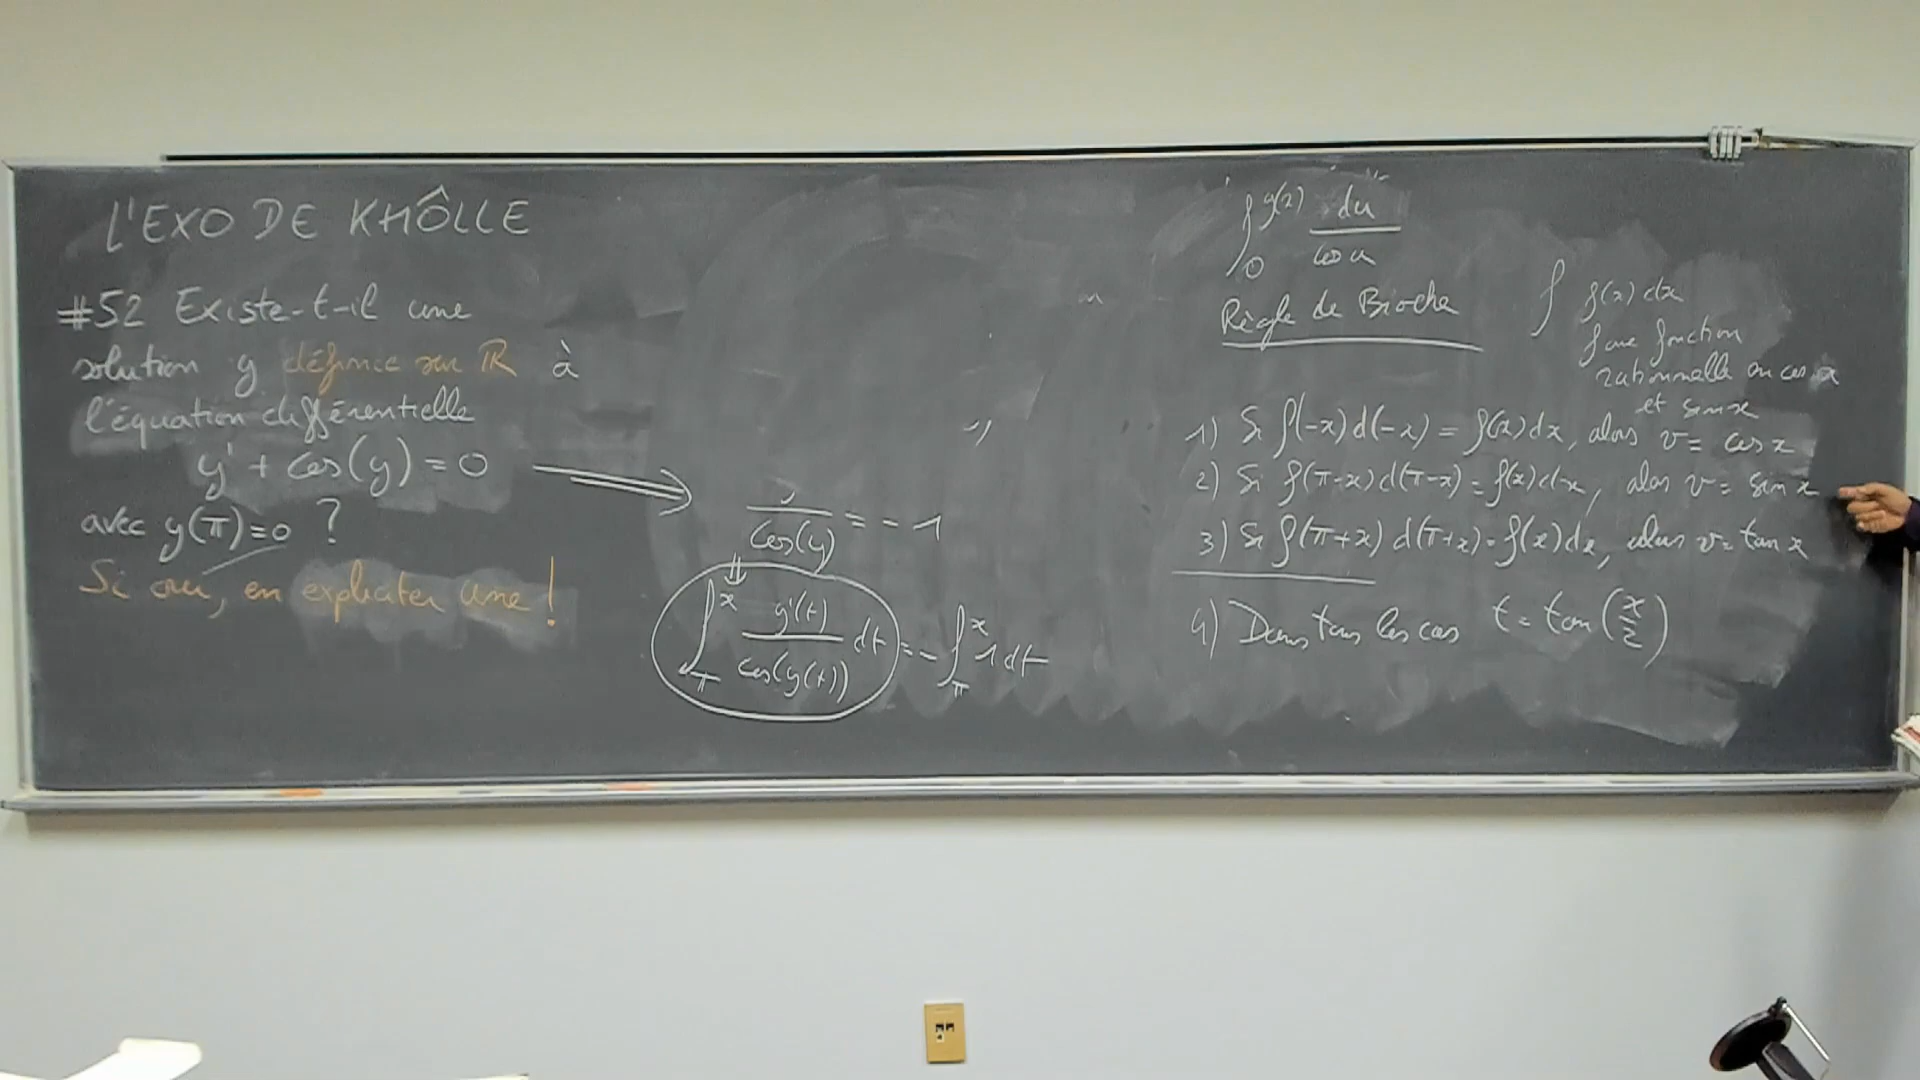 L'EXO DE KHÔLLE
#52 Existe-t-il une
solution y définie sur ℝ à
l'équation différentielle
y' + cos(y) = 0
avec y(π)=0 ?
Si oui, en expliciter une !
y'/cos(y) = -1
⇓
∫_π^x y'(t)/cos(y(t)) dt = -∫_π^x 1 dt
∫_0^y(x) du/cos u
Règle de Bioche
∫ f(x) dx
f une fonction
rationnelle en cos x
et sin x
1) Si f(-x)d(-x) = f(x)dx, alors v = cos x
2) Si f(π-x)d(π-x) = f(x)dx, alors v = sin x
3) Si f(π+x)d(π+x) = f(x)dx, alors v = tan x
4) Dans tous les cas t = tan(x/2)